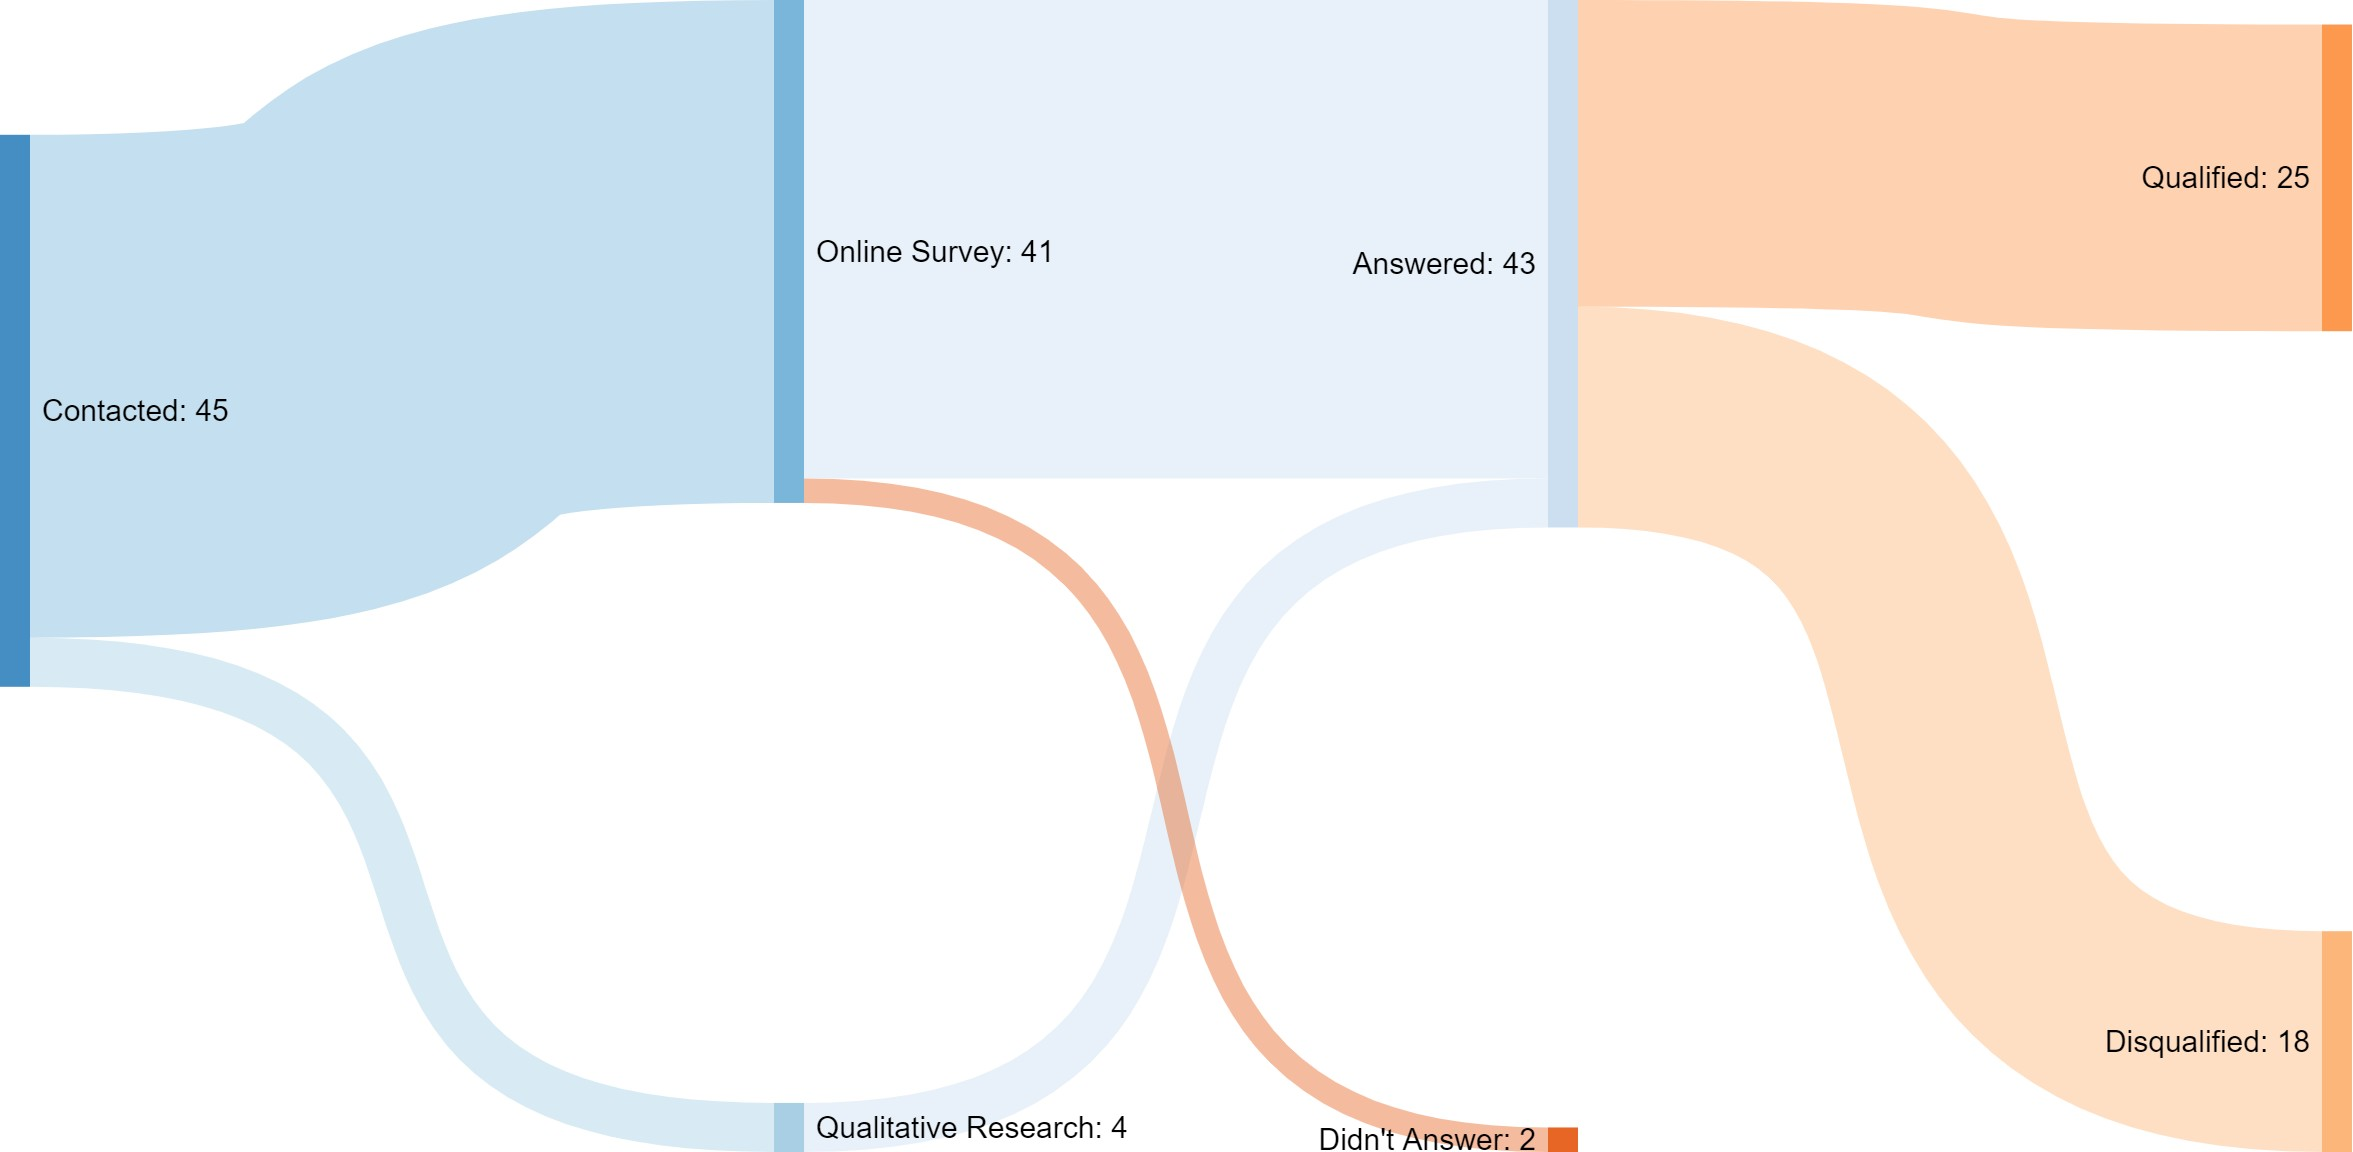 Contacted: 45
Online Survey: 41
Qualitative Research: 4
Answered: 43
Didn't Answer: 2
Qualified: 25
Disqualified: 18